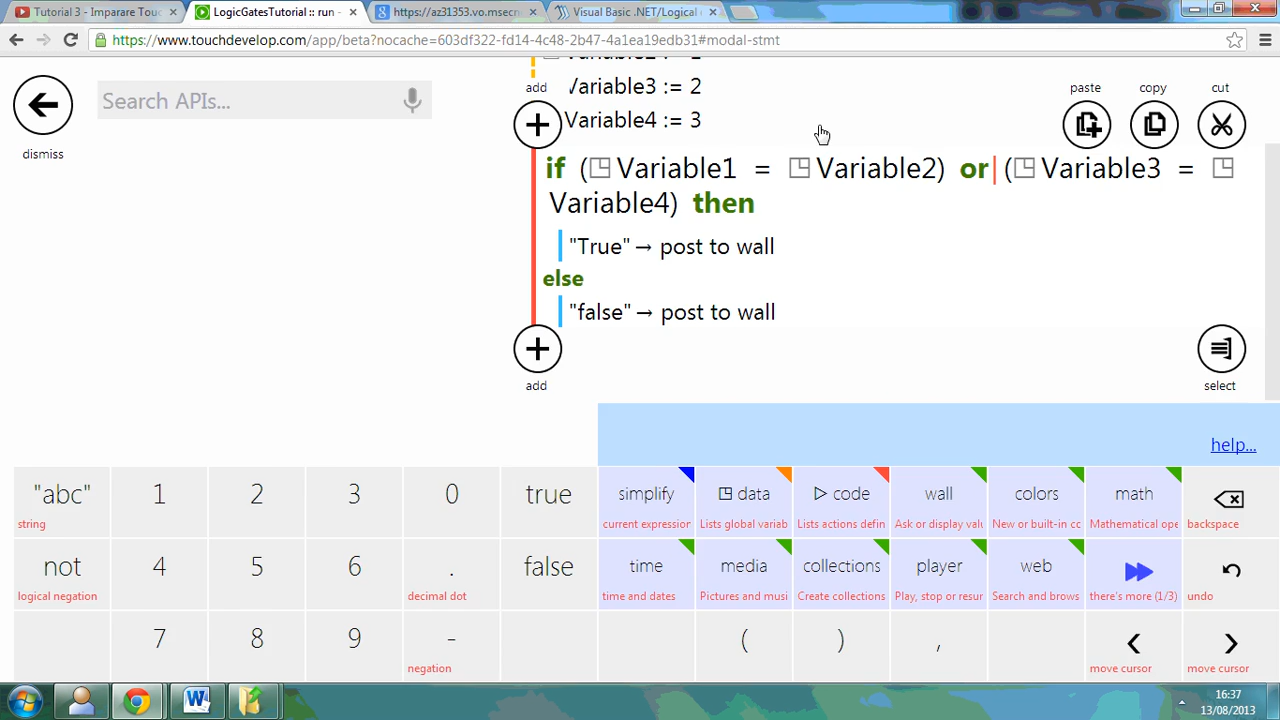 Tutorial 3 - Imparare Touc
LogicGatesTutorial :: run -
https://az31353.vo.msecn
Visual Basic .NET/Logical
https://www.touchdevelop.com/app/beta?nocache=603df322-fd14-4c48-2b47-4a1ea19edb31#modal-stmt
dismiss
Search APIs...
add
Variable3 := 2
Variable4 := 3
paste
copy
cut
if (Variable1 = Variable2) or (Variable3 =
Variable4) then
"True" → post to wall
else
"false" → post to wall
add
select
help...
"abc" 1 2 3 0 true simplify data code wall colors math
string current expression Lists global variab Lists actions defin Ask or display valu New or built-in cc Mathematical ope backspace
not 4 5 6 . false time media collections player web
logical negation decimal dot time and dates Pictures and musi Create collections Play, stop or resur Search and brows there's more (1/3) undo
7 8 9 - ( ) , < >
negation move cursor move cursor
16:37
13/08/2013